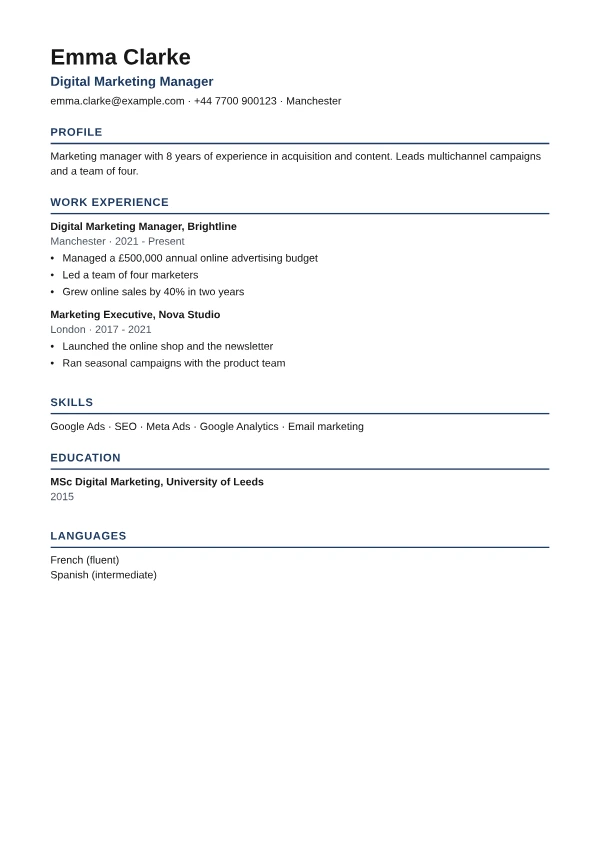 Emma Clarke
Digital Marketing Manager
emma.clarke@example.com · +44 7700 900123 · Manchester
PROFILE
Marketing manager with 8 years of experience in acquisition and content. Leads multichannel campaigns
and a team of four.
WORK EXPERIENCE
Digital Marketing Manager, Brightline
Manchester · 2021 - Present
• Managed a £500,000 annual online advertising budget
• Led a team of four marketers
• Grew online sales by 40% in two years
Marketing Executive, Nova Studio
London · 2017 - 2021
• Launched the online shop and the newsletter
• Ran seasonal campaigns with the product team
SKILLS
Google Ads · SEO · Meta Ads · Google Analytics · Email marketing
EDUCATION
MSc Digital Marketing, University of Leeds
2015
LANGUAGES
French (fluent)
Spanish (intermediate)